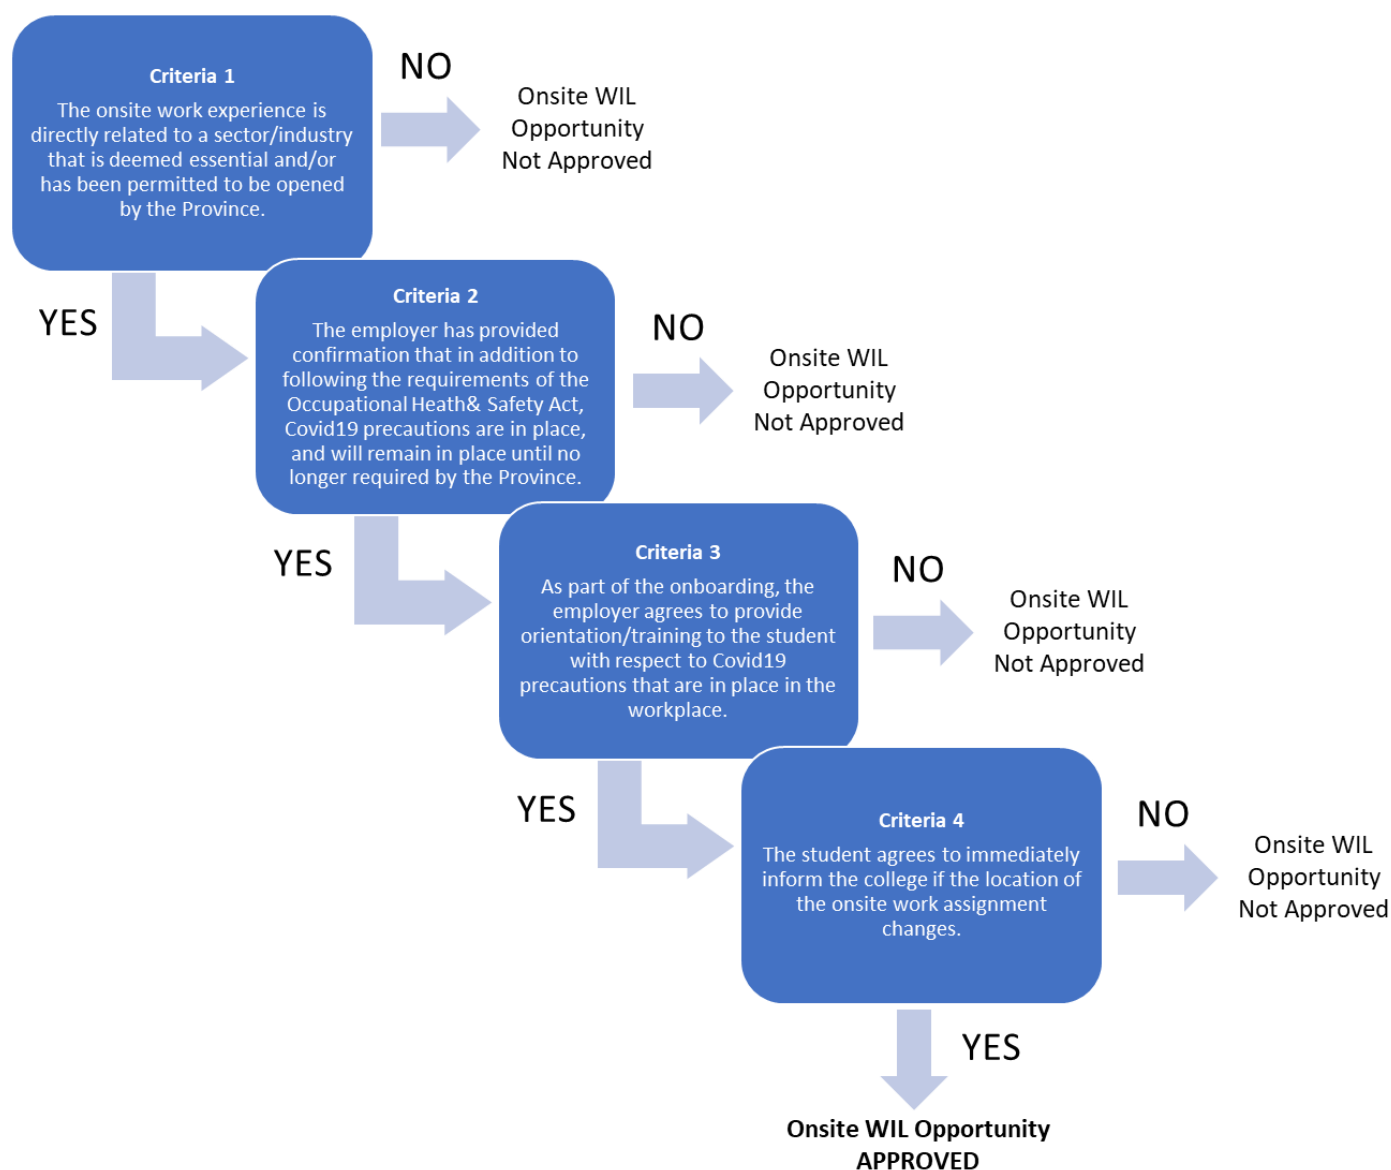 Criteria 1
The onsite work experience is
directly related to a sector/industry
that is deemed essential and/or
has been permitted to be opened
by the Province.
NO
Onsite WIL
Opportunity
Not Approved
YES
Criteria 2
The employer has provided
confirmation that in addition to
following the requirements of the
Occupational Heath& Safety Act,
Covid19 precautions are in place,
and will remain in place until no
longer required by the Province.
NO
Onsite WIL
Opportunity
Not Approved
YES
Criteria 3
As part of the onboarding, the
employer agrees to provide
orientation/training to the student
with respect to Covid19
precautions that are in place in the
workplace.
NO
Onsite WIL
Opportunity
Not Approved
YES
Criteria 4
The student agrees to immediately
inform the college if the location of
the onsite work assignment
changes.
NO
Onsite WIL
Opportunity
Not Approved
YES
Onsite WIL Opportunity
APPROVED